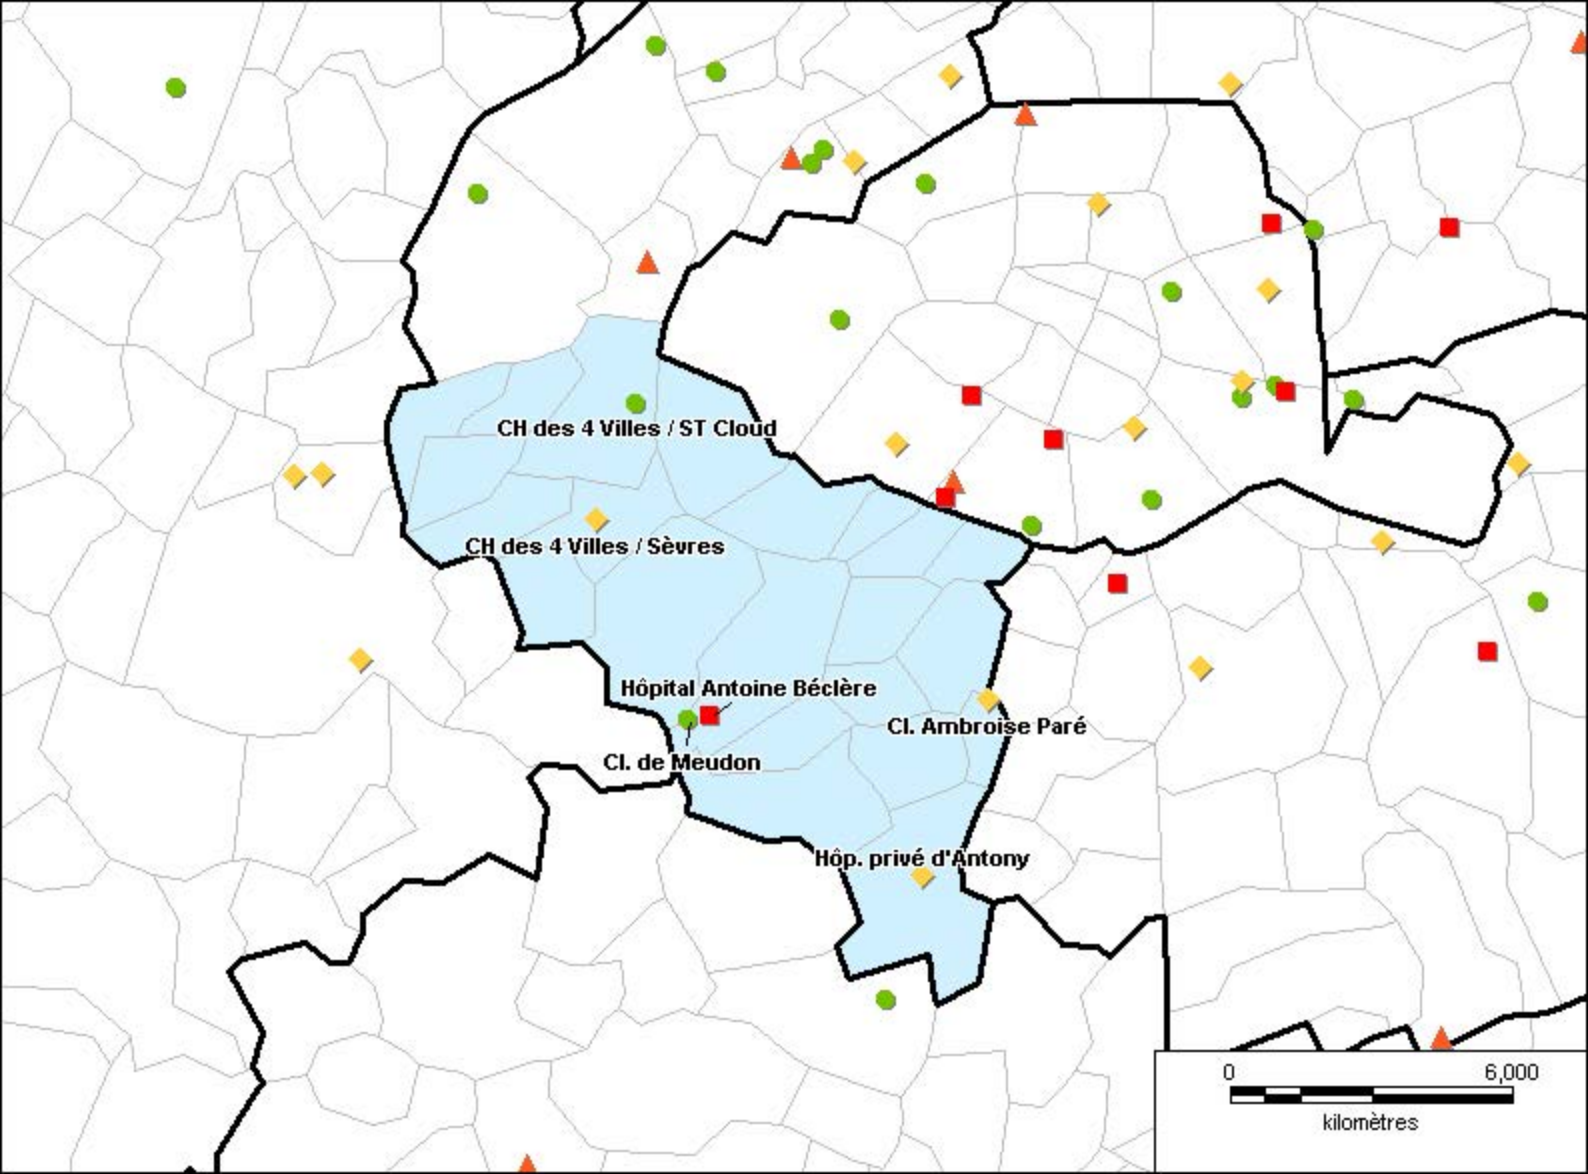 CH des 4 Villes / ST Cloud
CH des 4 Villes / Sèvres
Hôpital Antoine Béclère
Cl. Ambroise Paré
Cl. de Meudon
Hôp. privé d'Antony
0 6,000
kilomètres